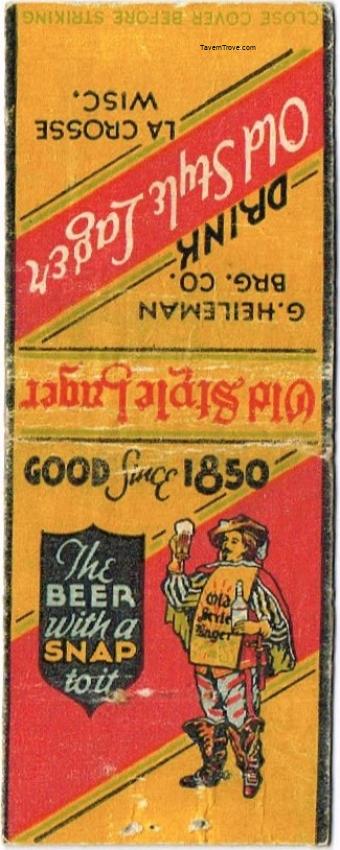 CLOSE COVER BEFORE STRIKING
TavernTrove.com
G. HEILEMAN
BRG. CO.
DRINK
Old Style Lager
LA CROSSE
WISC.
Old Style Lager
GOOD Since 1850
The
BEER
with a
SNAP
to it
Old
Style
Lager